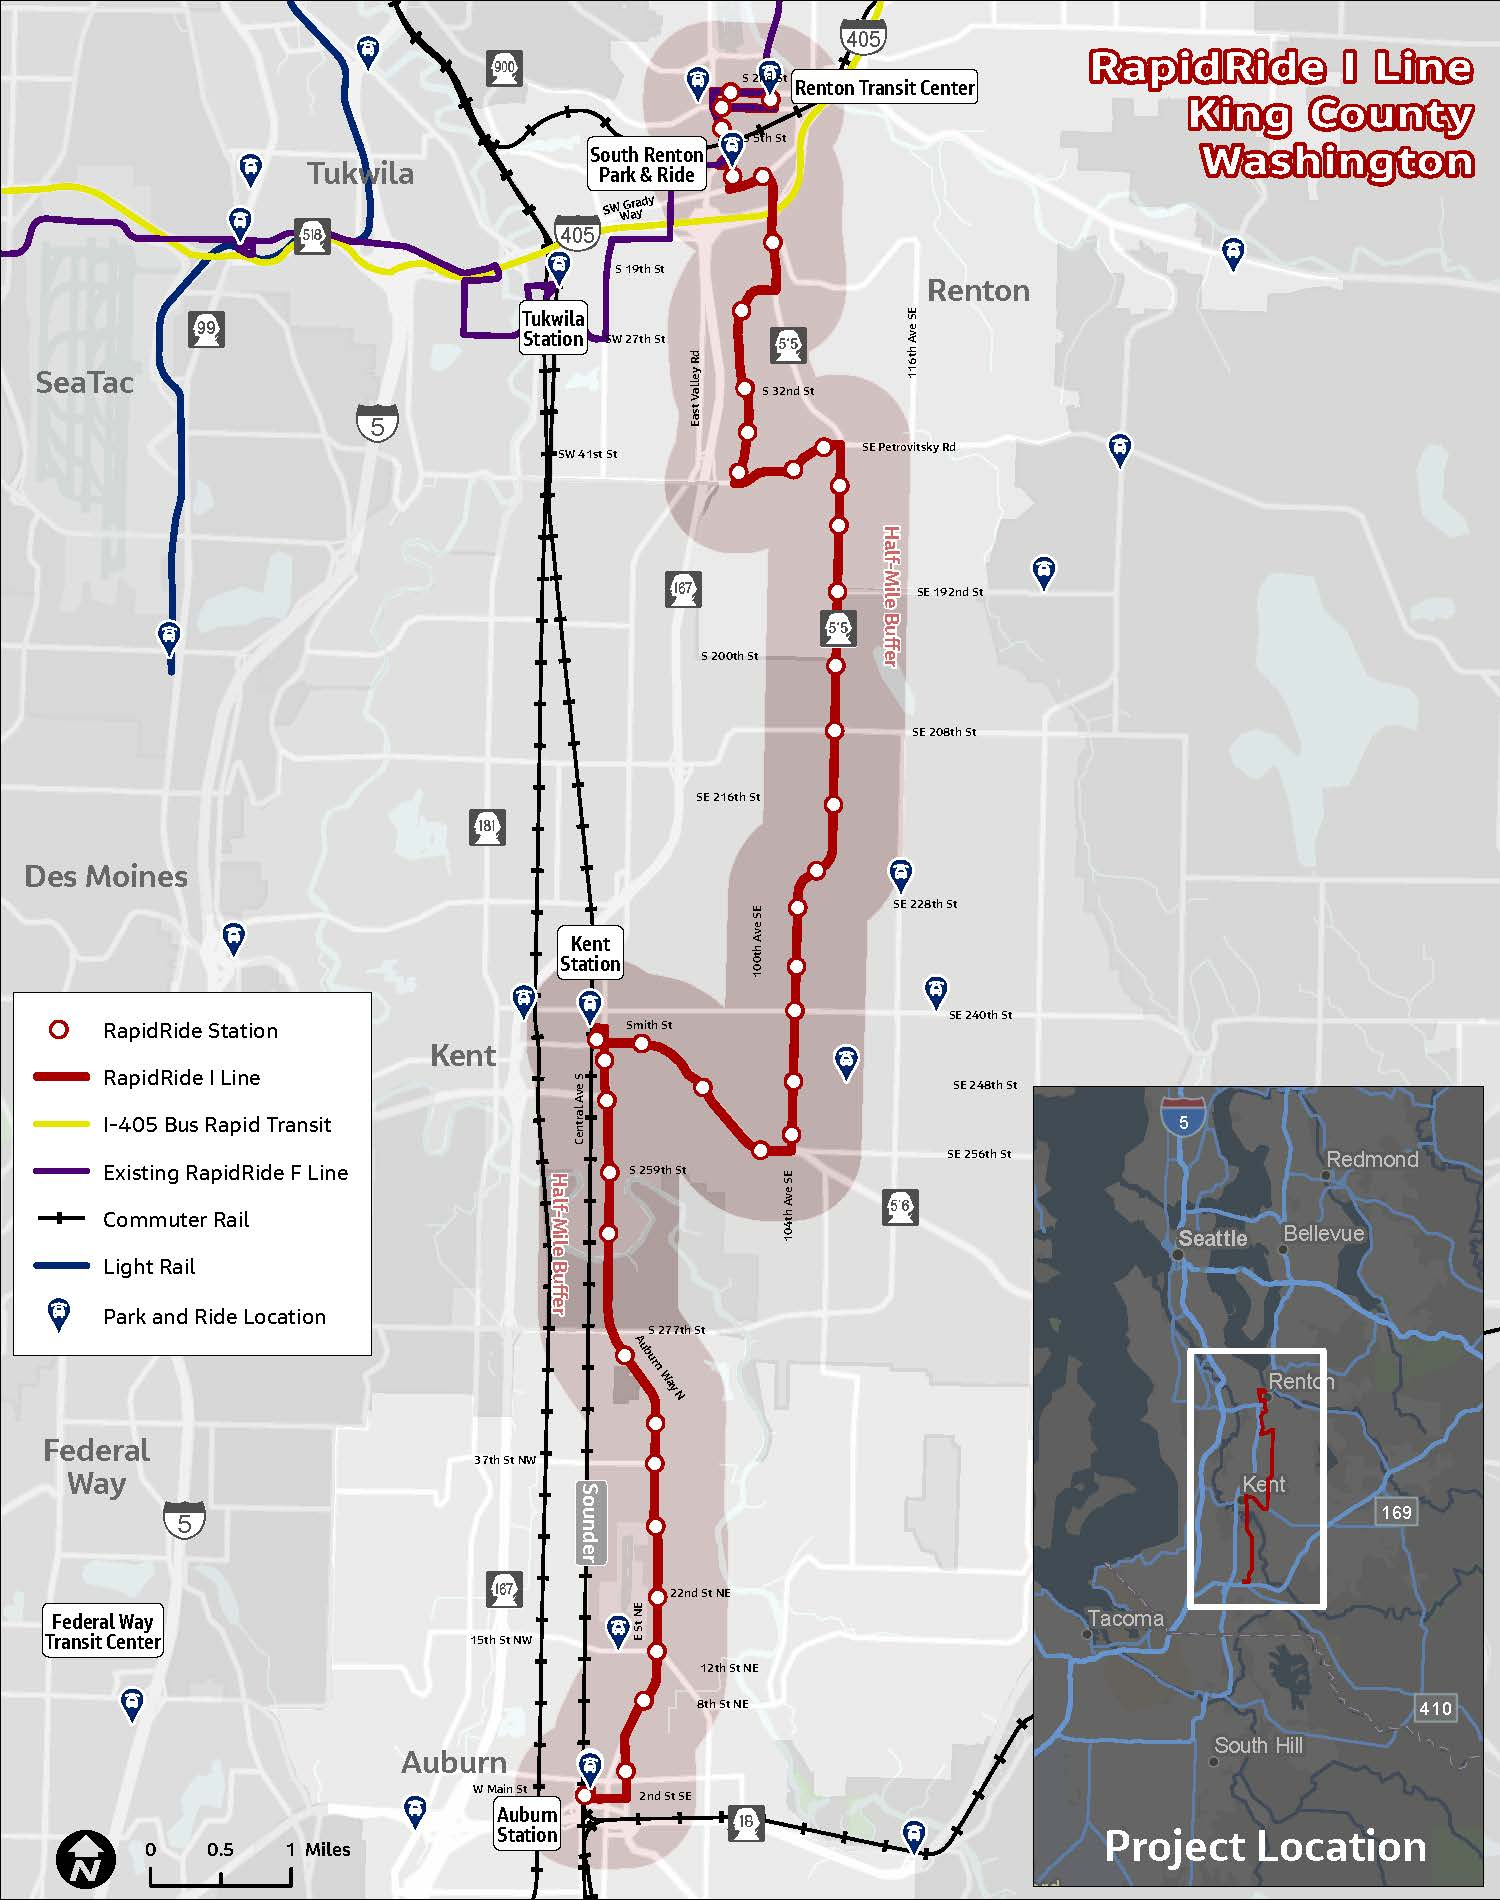 RapidRide I Line
King County
Washington
405
900
S 2nd St
Renton Transit Center
S 5th St
South Renton
Park & Ride
Tukwila
SW Grady
Way
518
405
S 19th St
Renton
99
Tukwila
Station
SW 27th St
515
116th Ave SE
SeaTac
East Valley Rd
S 32nd St
5
SW 41st St
SE Petrovitsky Rd
Half-Mile Buffer
167
SE 192nd St
515
S 200th St
SE 208th St
SE 216th St
181
Des Moines
SE 228th St
100th Ave SE
Kent
Station
SE 240th St
Smith St
Kent
SE 248th St
Central Ave S
SE 256th St
S 259th St
104th Ave SE
516
Half-Mile Buffer
S 277th St
Auburn Way N
RapidRide Station
RapidRide I Line
I-405 Bus Rapid Transit
Existing RapidRide F Line
Commuter Rail
Light Rail
Park and Ride Location
Federal
Way
37th St NW
5
Sounder
167
22nd St NE
E St NE
Federal Way
Transit Center
15th St NW
12th St NE
8th St NE
Auburn
W Main St
2nd St SE
Auburn
Station
18
N
0 0.5 1 Miles
5
Redmond
Seattle
Bellevue
Renton
Kent
169
Tacoma
410
South Hill
Project Location